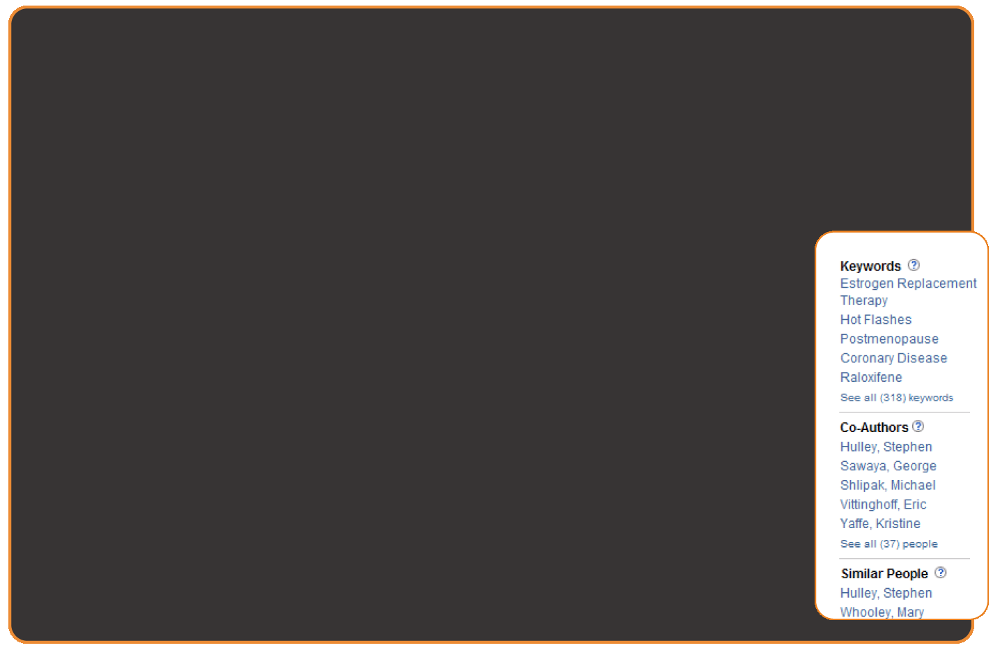 Keywords ?
Estrogen Replacement
Therapy
Hot Flashes
Postmenopause
Coronary Disease
Raloxifene
See all (318) keywords
Co-Authors ?
Hulley, Stephen
Sawaya, George
Shlipak, Michael
Vittinghoff, Eric
Yaffe, Kristine
See all (37) people
Similar People ?
Hulley, Stephen
Whooley, Mary